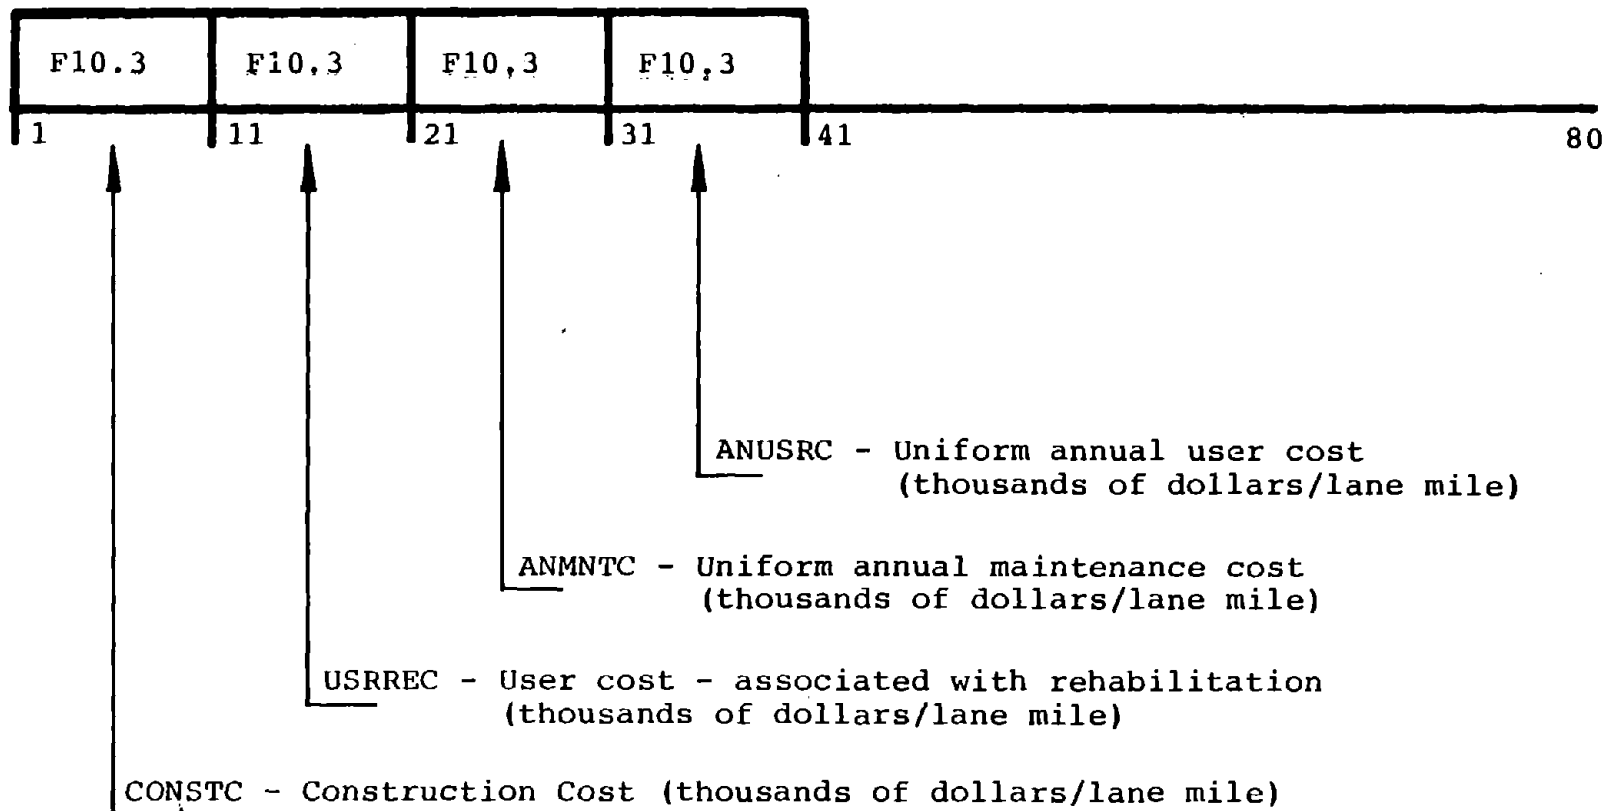 F10.3 F10.3 F10.3 F10.3
1 11 21 31 41 80
ANUSRC - Uniform annual user cost
(thousands of dollars/lane mile)
ANMNTC - Uniform annual maintenance cost
(thousands of dollars/lane mile)
USRREC - User cost - associated with rehabilitation
(thousands of dollars/lane mile)
CONSTC - Construction Cost (thousands of dollars/lane mile)